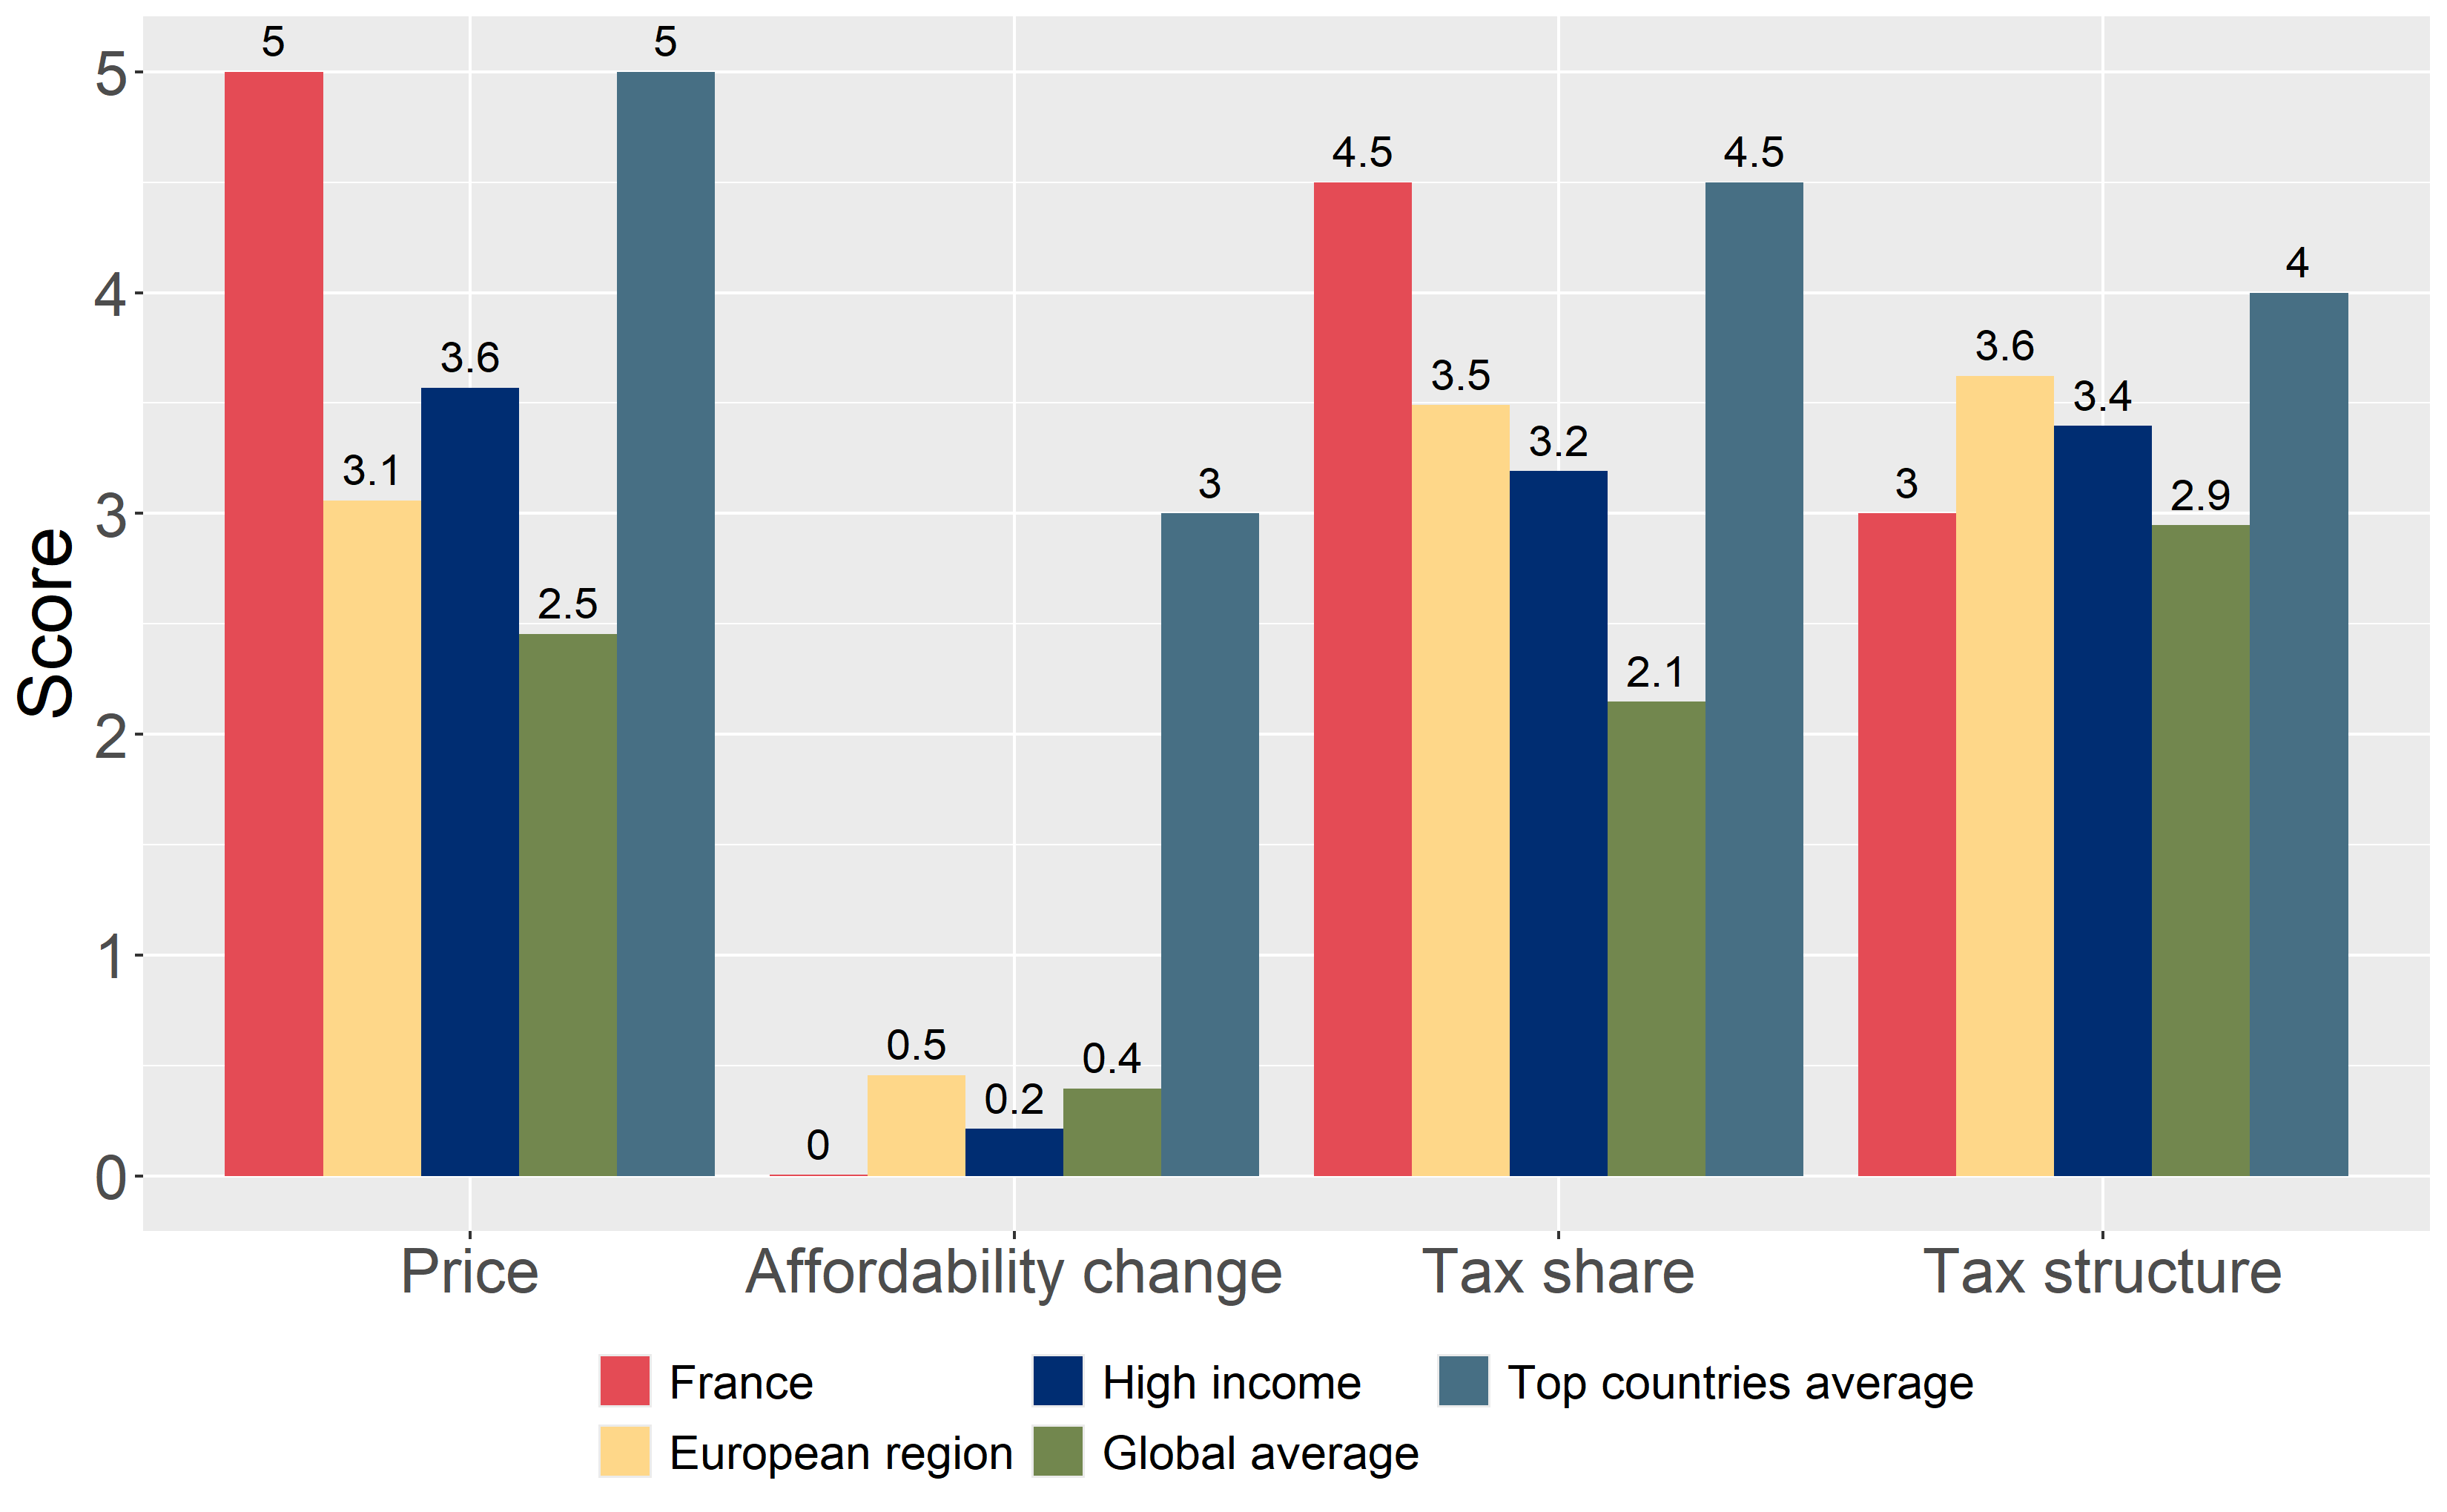 Score
5
4
3
2
1
0
5
3.1
3.6
2.5
5
0
0.5
0.2
0.4
3
4.5
3.5
3.2
2.1
4.5
3
3.6
3.4
2.9
4
Price
Affordability change
Tax share
Tax structure
France
High income
Top countries average
European region
Global average